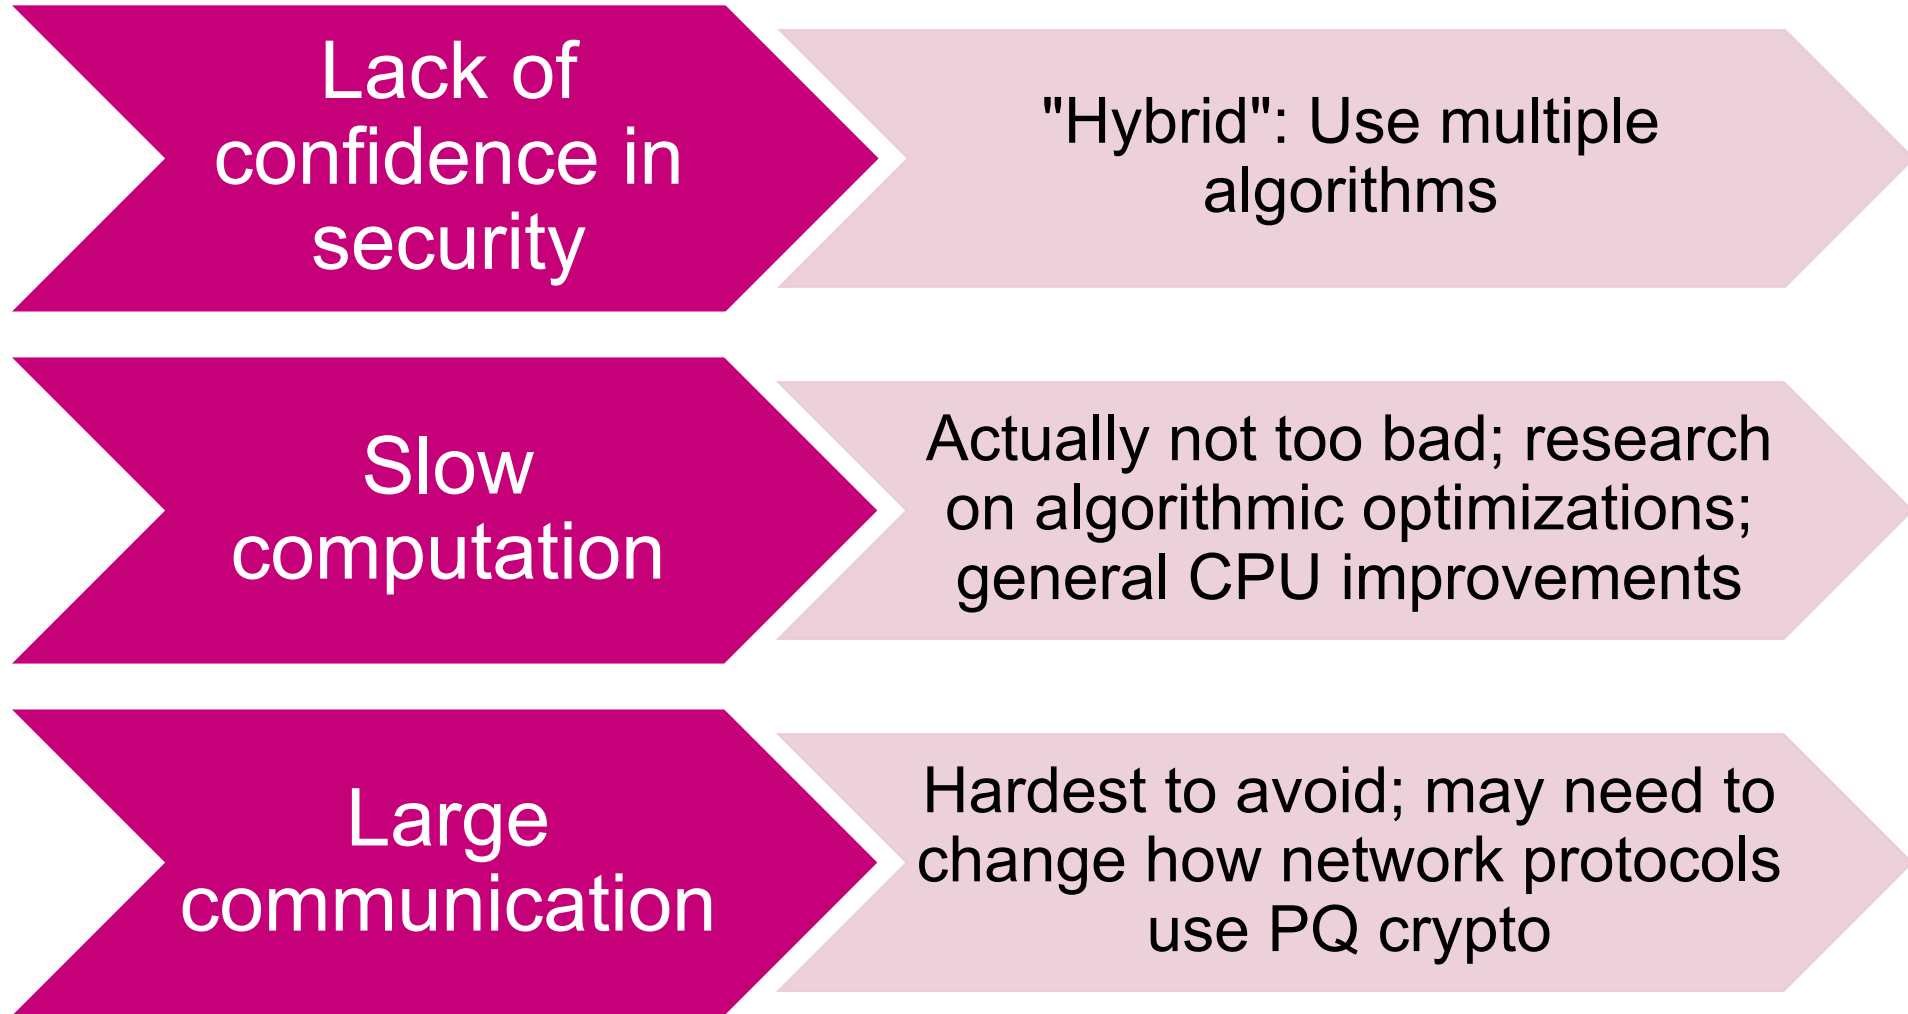 Lack of
confidence in
security
"Hybrid": Use multiple
algorithms
Slow
computation
Actually not too bad; research
on algorithmic optimizations;
general CPU improvements
Large
communication
Hardest to avoid; may need to
change how network protocols
use PQ crypto